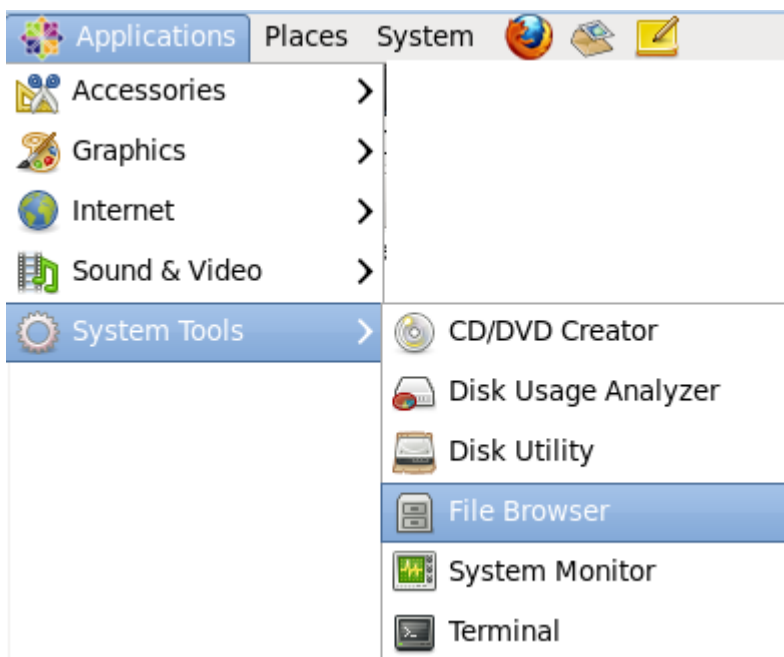 Applications Places System
Accessories
Graphics
Internet
Sound & Video
System Tools
CD/DVD Creator
Disk Usage Analyzer
Disk Utility
File Browser
System Monitor
Terminal